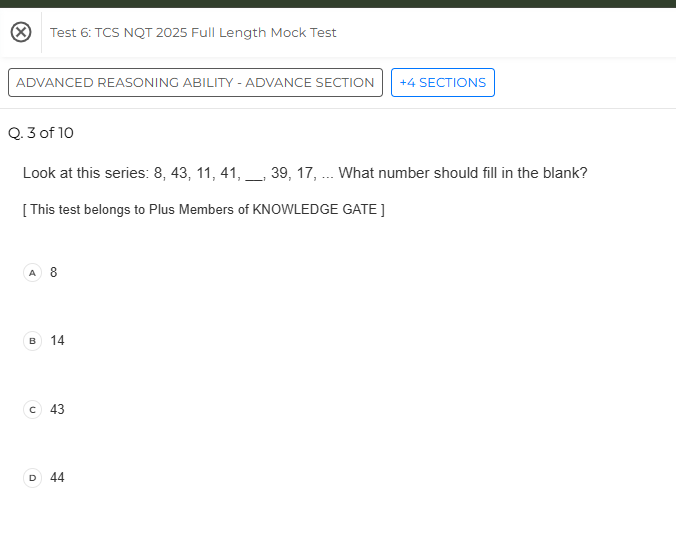 Test 6: TCS NQT 2025 Full Length Mock Test
ADVANCED REASONING ABILITY - ADVANCE SECTION
+4 SECTIONS
Q. 3 of 10
Look at this series: 8, 43, 11, 41, __, 39, 17, ... What number should fill in the blank?
[ This test belongs to Plus Members of KNOWLEDGE GATE ]
A 8
B 14
C 43
D 44